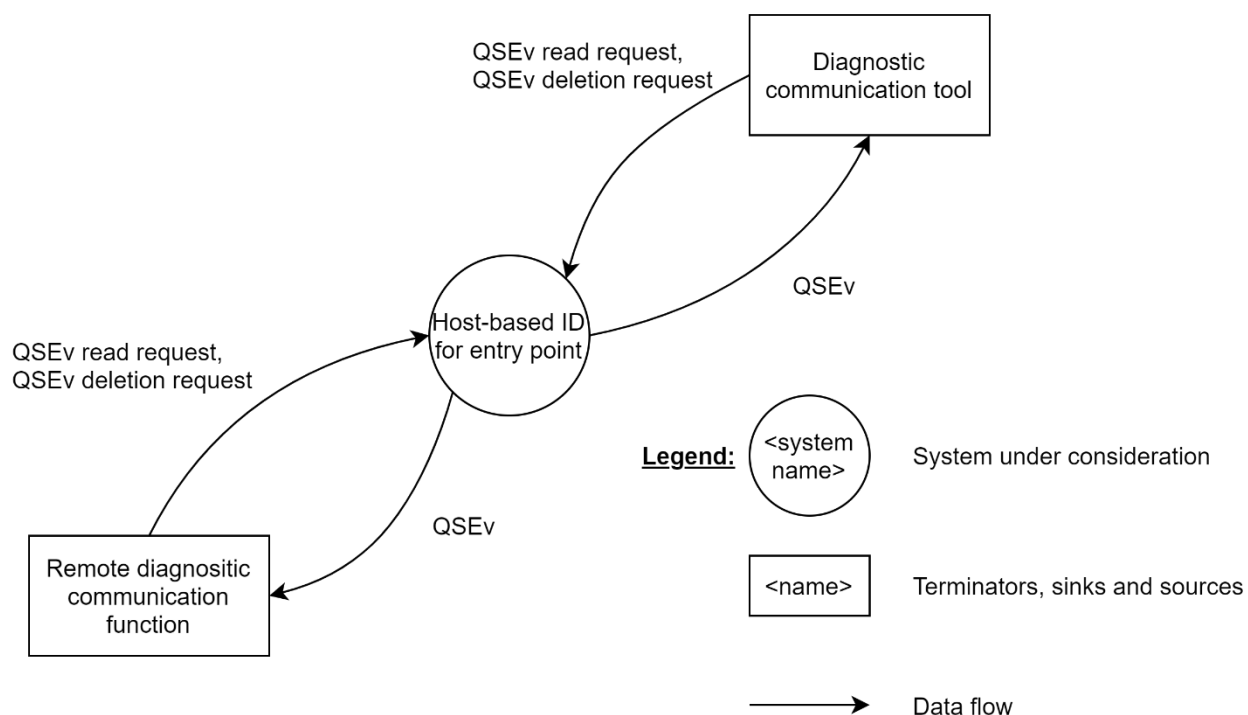 QSEv read request,
QSEv deletion request
Diagnostic
communication tool
QSEv
Host-based ID
for entry point
QSEv read request,
QSEv deletion request
QSEv
Remote diagnositic
communication
function
Legend:
<system
name>
System under consideration
<name>
Terminators, sinks and sources
Data flow